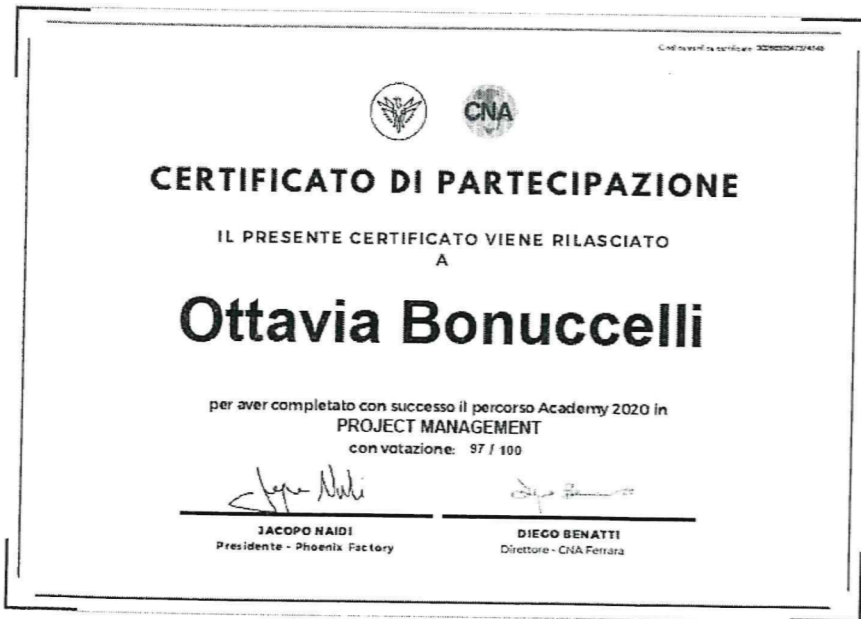 CNA
CERTIFICATO DI PARTECIPAZIONE
IL PRESENTE CERTIFICATO VIENE RILASCIATO
A
Ottavia Bonuccelli
per aver completato con successo il percorso Academy 2020 in
PROJECT MANAGEMENT
con votazione: 97 / 100
JACOPO NAIDI
Presidente - Phoenix Factory
DIEGO BENATTI
Direttore - CNA Ferrara